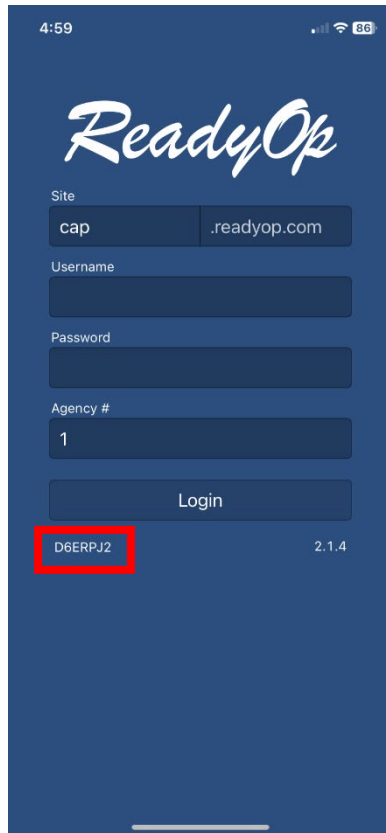 4:59 86
ReadyOp
Site
cap .readyop.com
Username
Password
Agency #
1
Login
D6ERPJ2 2.1.4